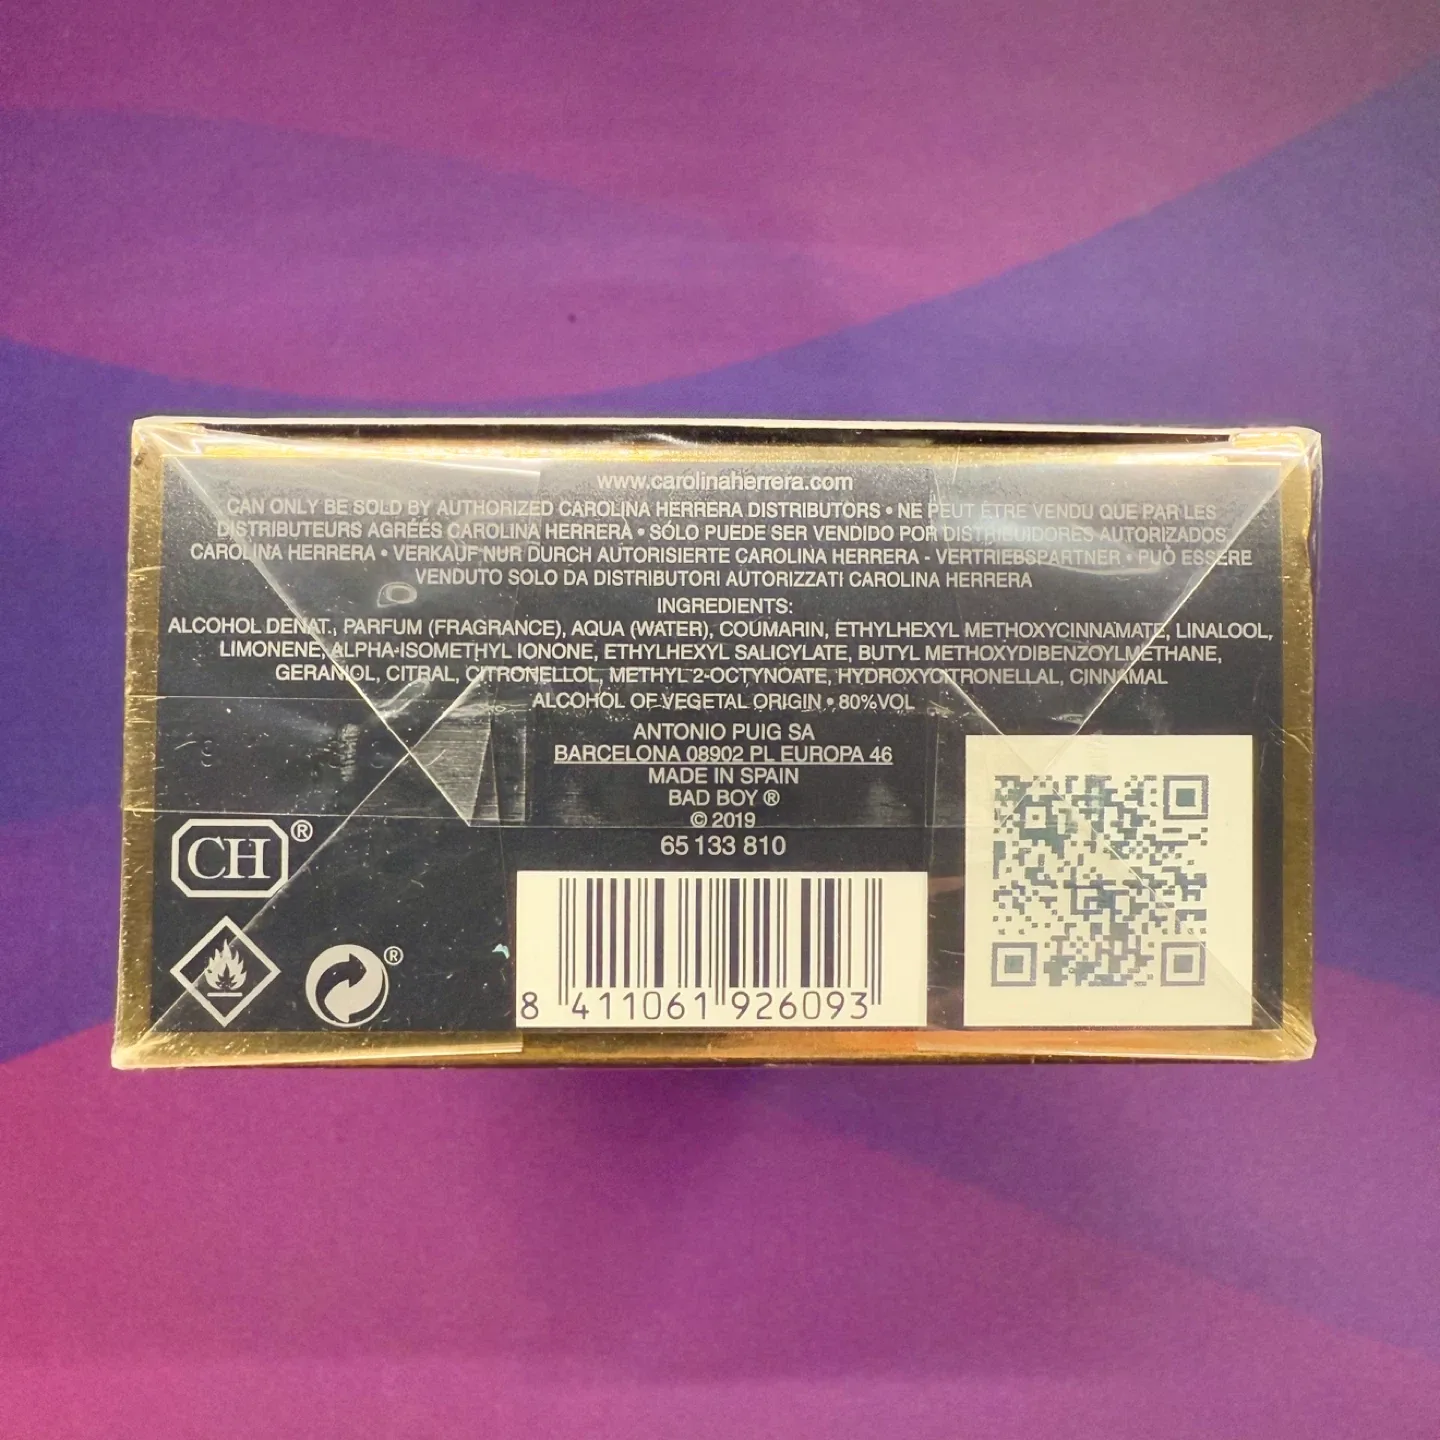 www.carolinaherrera.com
CAN ONLY BE SOLD BY AUTHORIZED CAROLINA HERRERA DISTRIBUTORS • NE PEUT ETRE VENDU QUE PAR LES
DISTRIBUTEURS AGRÉÉS CAROLINA HERRERA • SÓLO PUEDE SER VENDIDO POR DISTRIBUIDORES AUTORIZADOS
CAROLINA HERRERA • VERKAUF NUR DURCH AUTORISIERTE CAROLINA HERRERA - VERTRIEBSPARTNER • PUÒ ESSERE
VENDUTO SOLO DA DISTRIBUTORI AUTORIZZATI CAROLINA HERRERA
INGREDIENTS:
ALCOHOL DENAT., PARFUM (FRAGRANCE), AQUA (WATER), COUMARIN, ETHYLHEXYL METHOXYCINNAMATE, LINALOOL,
LIMONENE, ALPHA-ISOMETHYL IONONE, ETHYLHEXYL SALICYLATE, BUTYL METHOXYDIBENZOYLMETHANE,
GERANIOL, CITRAL, CITRONELLOL, METHYL 2-OCTYNOATE, HYDROXYCITRONELLAL, CINNAMAL
ALCOHOL OF VEGETAL ORIGIN • 80%VOL
ANTONIO PUIG SA
BARCELONA 08902 PL EUROPA 46
MADE IN SPAIN
BAD BOY ®
© 2019
65 133 810
CH ®
®
8 411061 926093